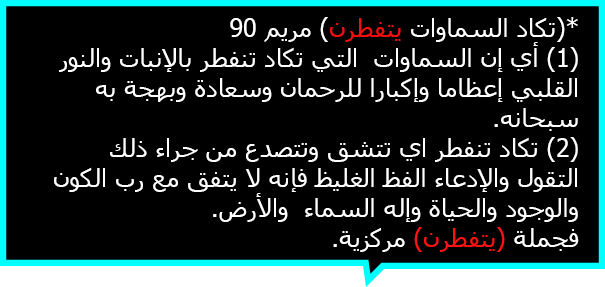 *(تكاد السماوات يتفطرن) مريم 90
(1) أي إن السماوات التي تكاد تنفطر بالإنبات والنور
القلبي إعظاما وإكبارا للرحمان وسعادة وبهجة به
سبحانه.
(2) تكاد تنفطر اي تتشق وتتصدع من جراء ذلك
التقول والإدعاء الفظ الغليظ فإنه لا يتفق مع رب الكون
والوجود والحياة وإله السماء والأرض.
فجملة (يتفطرن) مركزية.